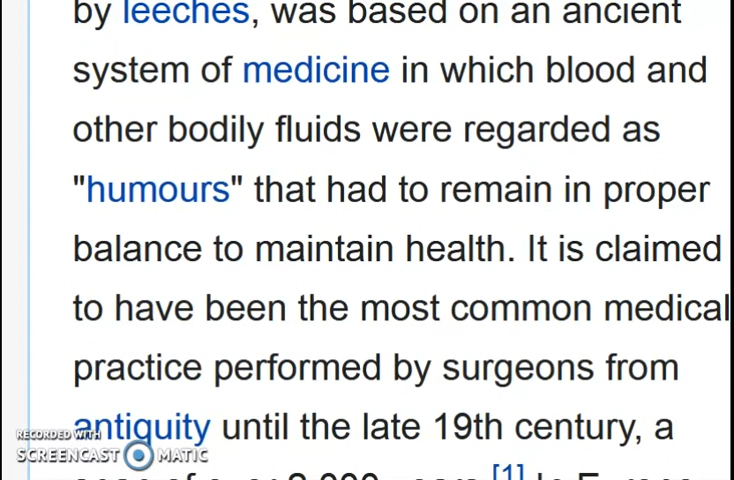 by leeches, was based on an ancient
system of medicine in which blood and
other bodily fluids were regarded as
"humours" that had to remain in proper
balance to maintain health. It is claimed
to have been the most common medical
practice performed by surgeons from
antiquity until the late 19th century, a
RECORDED WITH
SCREENCAST MATIC
[1]